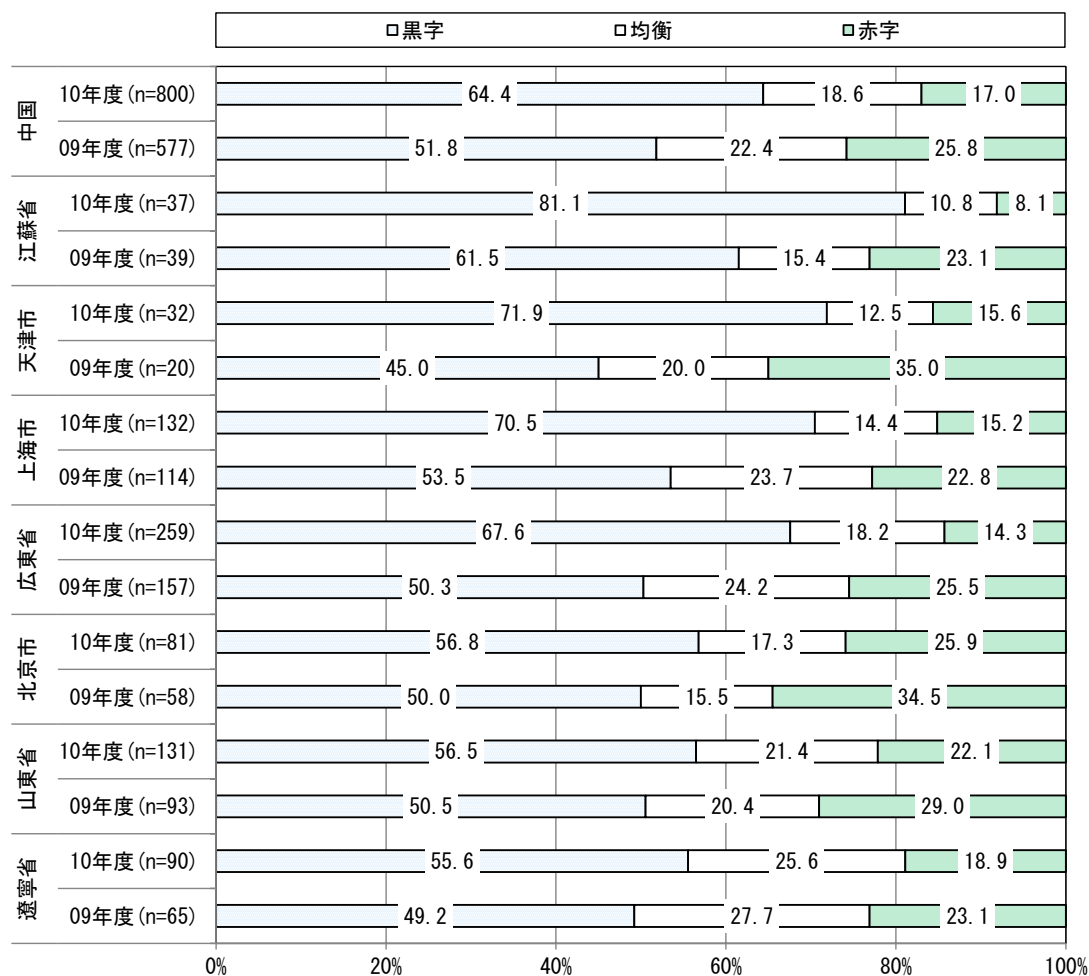 黒字 均衡 赤字
中国
10年度(n=800) 64.4 18.6 17.0
09年度(n=577) 51.8 22.4 25.8
江蘇省
10年度(n=37) 81.1 10.8 8.1
09年度(n=39) 61.5 15.4 23.1
天津市
10年度(n=32) 71.9 12.5 15.6
09年度(n=20) 45.0 20.0 35.0
上海市
10年度(n=132) 70.5 14.4 15.2
09年度(n=114) 53.5 23.7 22.8
広東省
10年度(n=259) 67.6 18.2 14.3
09年度(n=157) 50.3 24.2 25.5
北京市
10年度(n=81) 56.8 17.3 25.9
09年度(n=58) 50.0 15.5 34.5
山東省
10年度(n=131) 56.5 21.4 22.1
09年度(n=93) 50.5 20.4 29.0
遼寧省
10年度(n=90) 55.6 25.6 18.9
09年度(n=65) 49.2 27.7 23.1
0% 20% 40% 60% 80% 100%